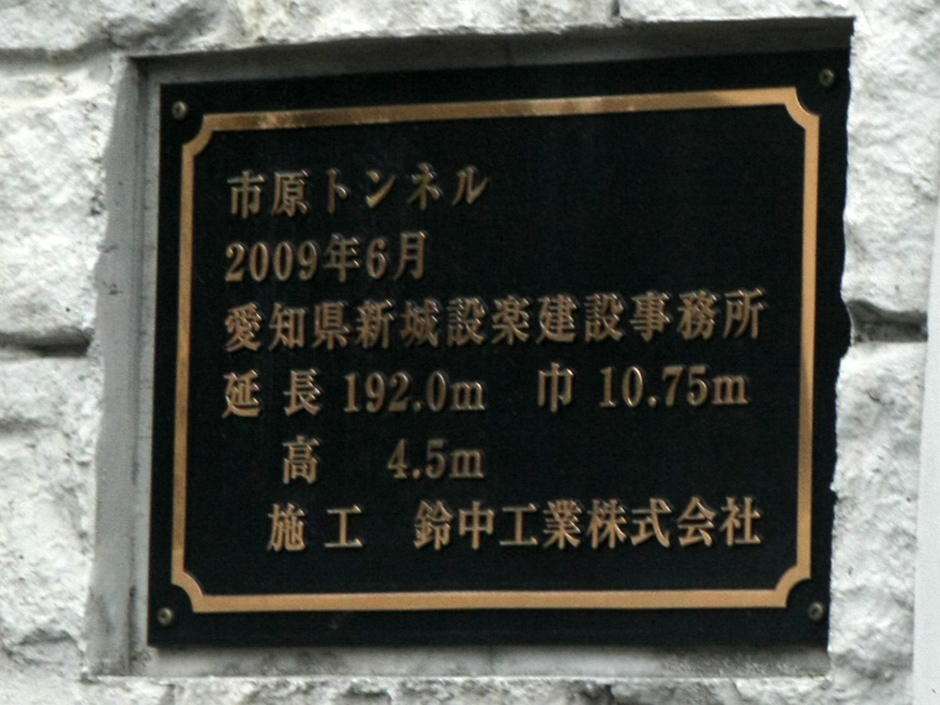 市原トンネル
2009年6月
愛知県新城設楽建設事務所
延長 192.0m 巾 10.75m
高 4.5m
施工 鈴中工業株式会社